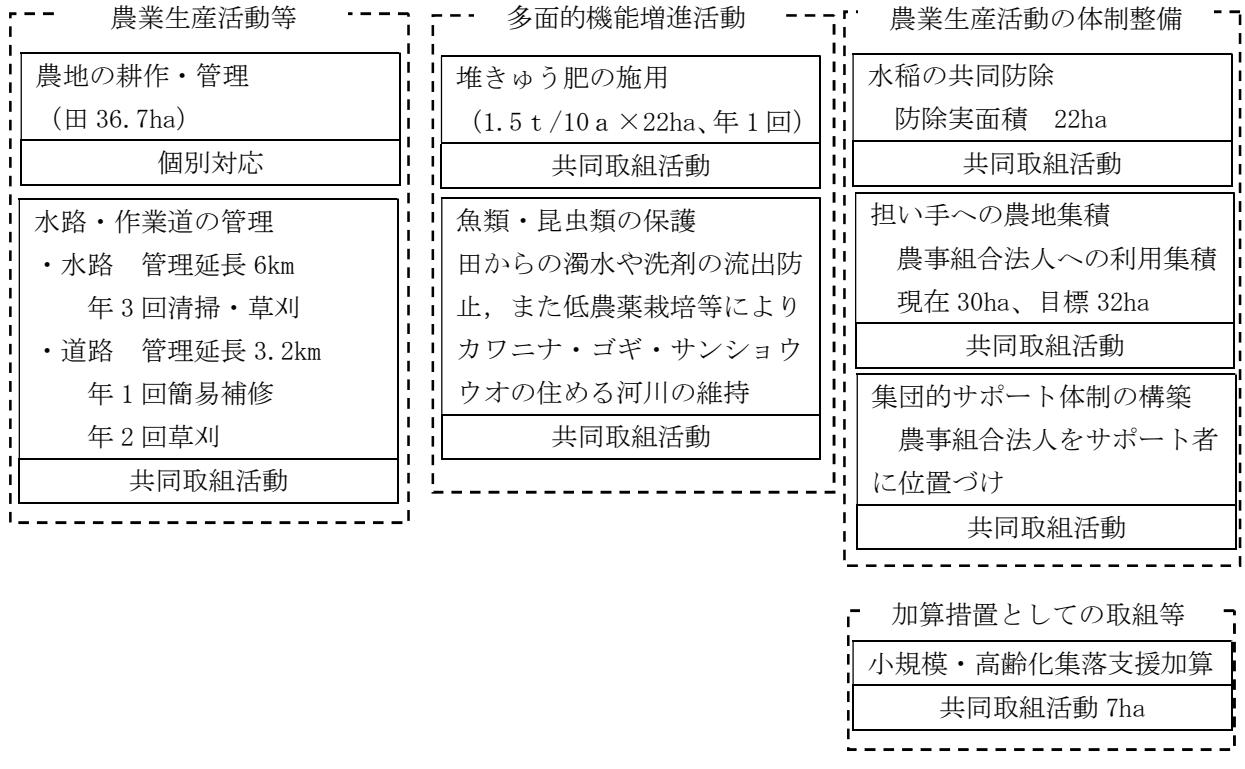 農業生産活動等
農地の耕作・管理
（田 36.7ha）
個別対応
水路・作業道の管理
・水路　管理延長 6km
年３回清掃・草刈
・道路　管理延長 3.2km
年１回簡易補修
年２回草刈
共同取組活動
多面的機能増進活動
堆きゅう肥の施用
（1.5ｔ/10ａ×22ha、年１回）
共同取組活動
魚類・昆虫類の保護
田からの濁水や洗剤の流出防
止，また低農薬栽培等により
カワニナ・ゴギ・サンショウ
ウオの住める河川の維持
共同取組活動
農業生産活動の体制整備
水稲の共同防除
防除実面積　22ha
共同取組活動
担い手への農地集積
農事組合法人への利用集積
現在 30ha、目標 32ha
共同取組活動
集団的サポート体制の構築
農事組合法人をサポート者
に位置づけ
共同取組活動
加算措置としての取組等
小規模・高齢化集落支援加算
共同取組活動 7ha